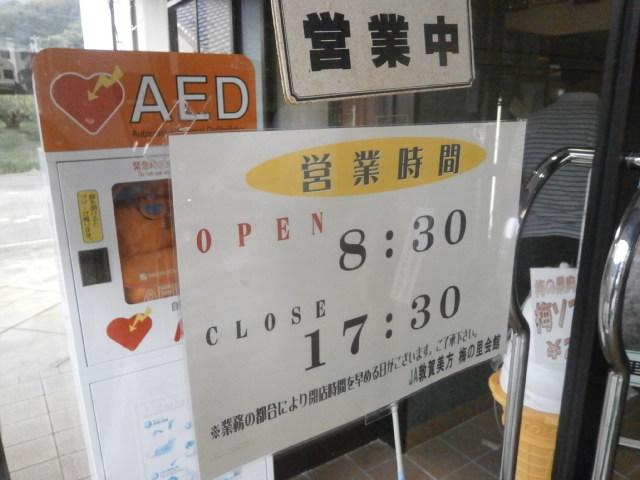 営業中
AED
営業時間
OPEN 8:30
CLOSE 17:30
※業務の都合により閉店時間を早める日がございます。ご了承下さい。
JA敦賀美方 梅の里会館